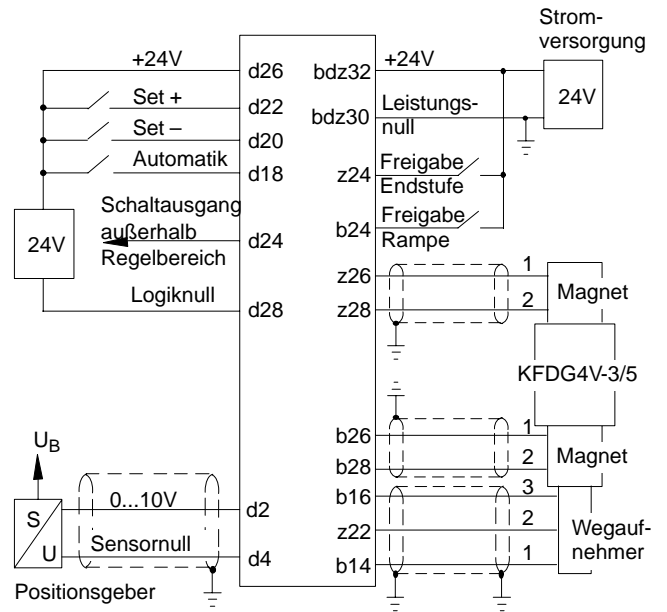 Strom-
versorgung
24V
+24V
d26
Set +
d22
Set –
d20
Automatik
d18
Schaltausgang
außerhalb
Regelbereich
d24
24V
Logiknull
d28
bdz32
+24V
bdz30
Leistungs-
null
z24
Freigabe
Endstufe
b24
Freigabe
Rampe
z26
1
z28
2
Magnet
KFDG4V-3/5
b26
1
b28
2
Magnet
b16
3
z22
2
b14
1
Wegauf-
nehmer
UB
S
U
0...10V
d2
Sensornull
d4
Positionsgeber